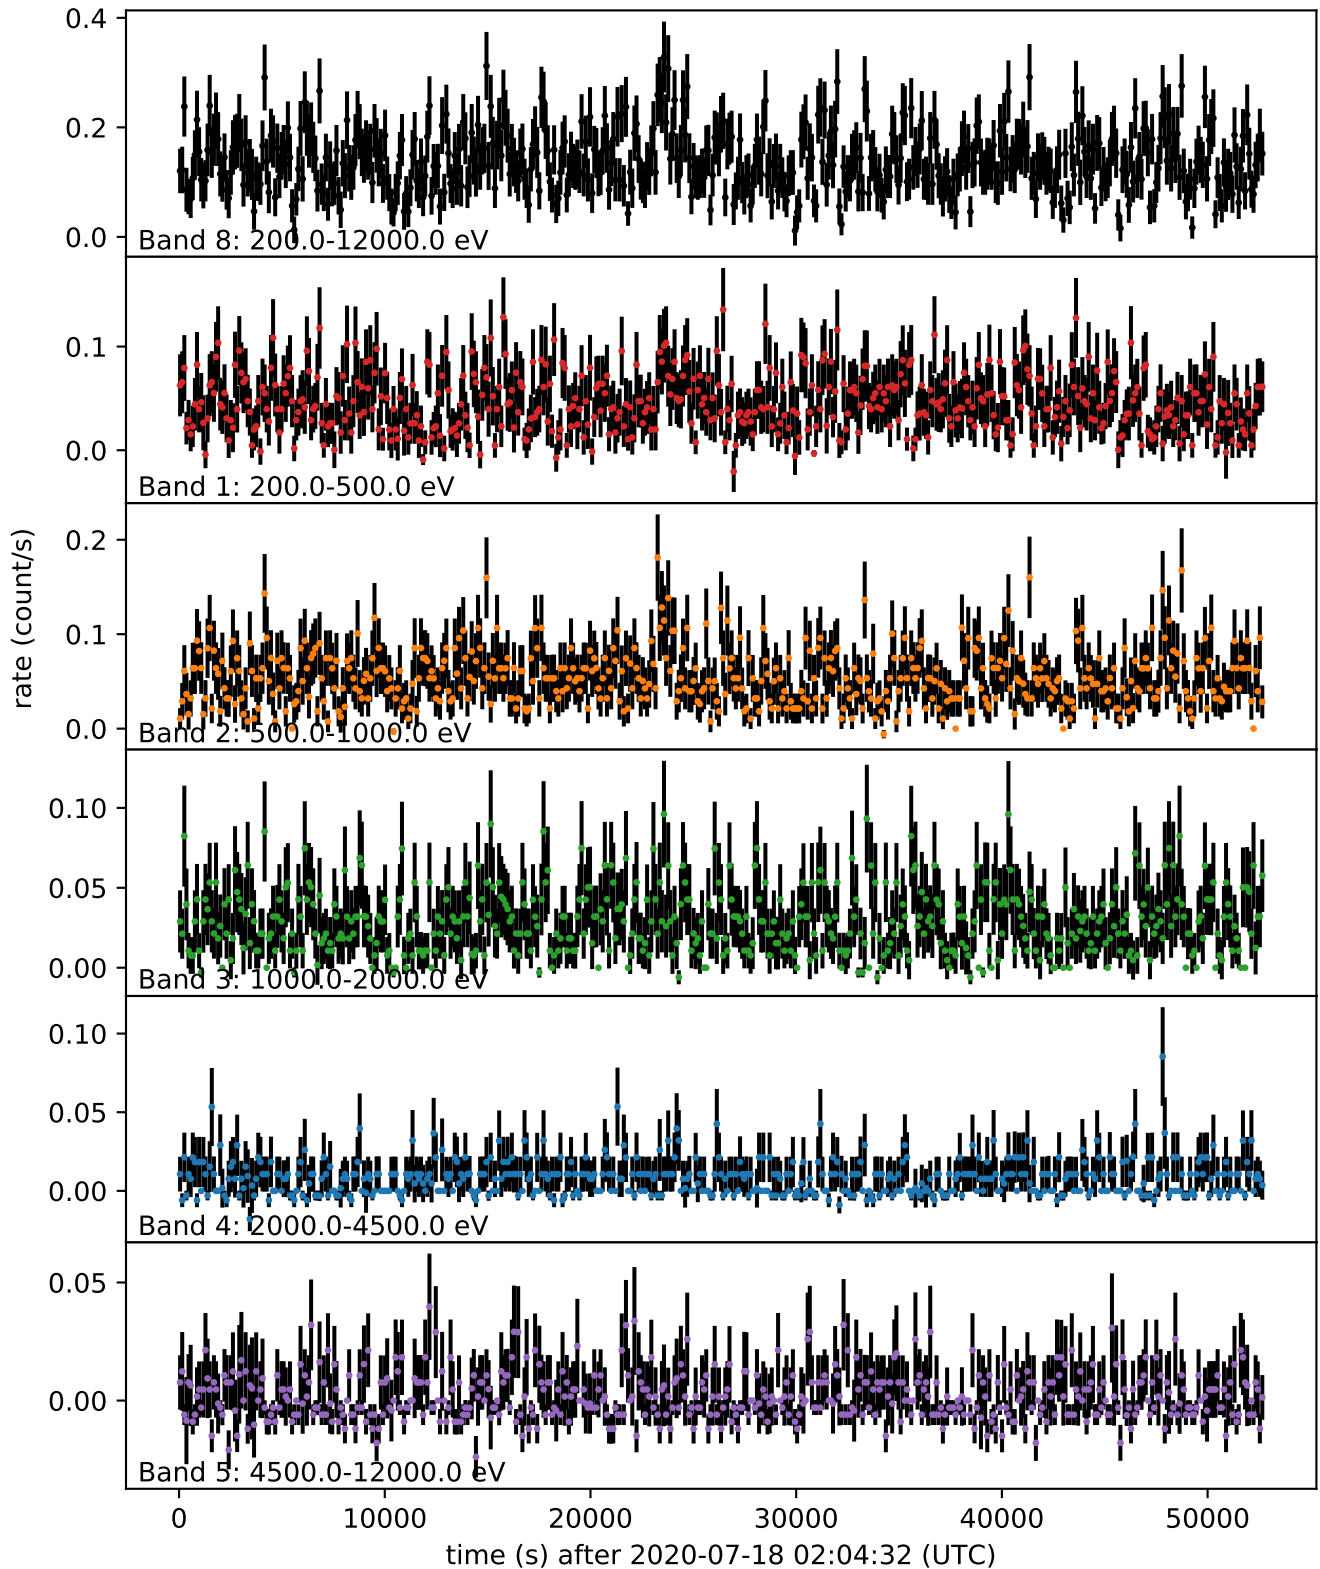 0.4
0.2
0.0
Band 8: 200.0-12000.0 eV
0.1
0.0
Band 1: 200.0-500.0 eV
rate (count/s)
0.2
0.1
0.0
Band 2: 500.0-1000.0 eV
0.10
0.05
0.00
Band 3: 1000.0-2000.0 eV
0.10
0.05
0.00
Band 4: 2000.0-4500.0 eV
0.05
0.00
Band 5: 4500.0-12000.0 eV
0 10000 20000 30000 40000 50000
time (s) after 2020-07-18 02:04:32 (UTC)